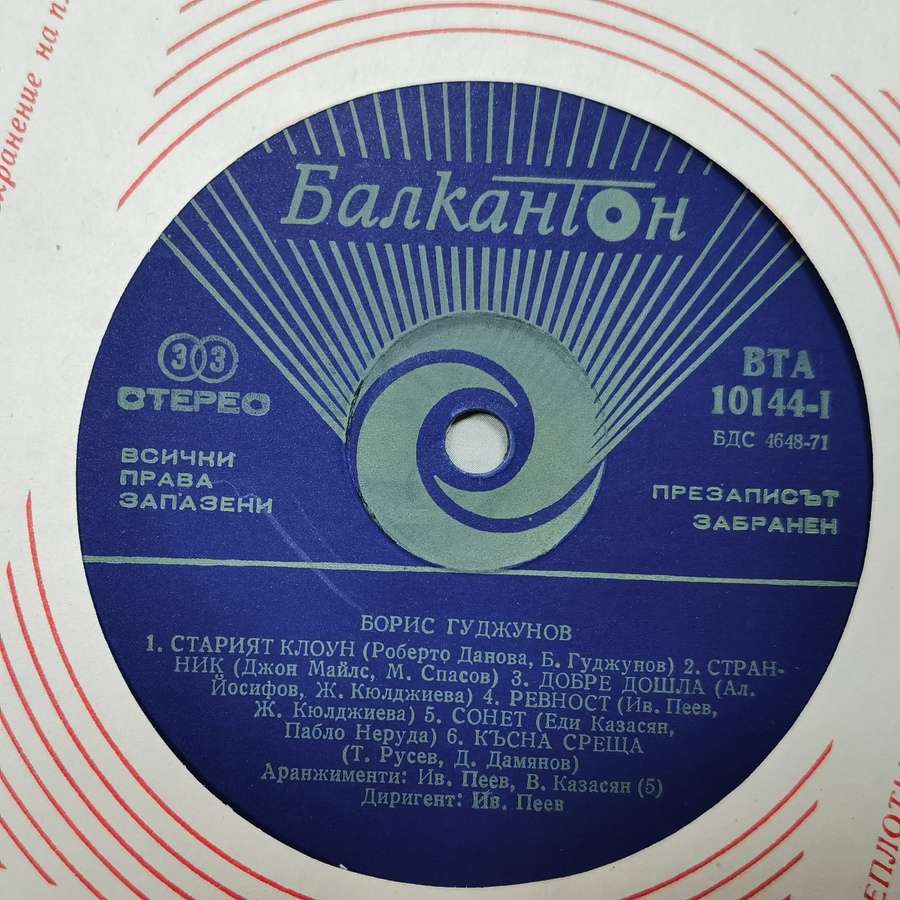 хранение на п
Балкантон
33
СТЕРЕО
ВСИЧКИ
ПРАВА
ЗАПАЗЕНИ
ВТА
10144-I
БДС 4648-71
ПРЕЗАПИСЪТ
ЗАБРАНЕН
БОРИС ГУДЖУНОВ
1. СТАРИЯТ КЛОУН (Роберто Данова, Б. Гуджунов) 2. СТРАН-
НИК (Джон Майлс, М. Спасов) 3. ДОБРЕ ДОШЛА (Ал.
Йосифов, Ж. Кюлджиева) 4. РЕВНОСТ (Ив. Пеев,
Ж. Кюлджиева) 5. СОНЕТ (Еди Казасян,
Пабло Неруда) 6. КЪСНА СРЕЩА
(Т. Русев, Д. Дамянов)
Аранжименти: Ив. Пеев, В. Казасян (5)
Диригент: Ив. Пеев